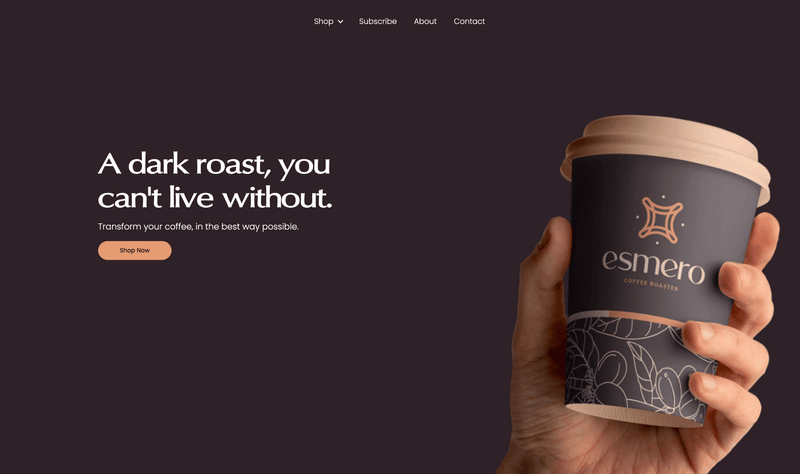 Shop
Subscribe
About
Contact
A dark roast, you
can't live without.
Transform your coffee, in the best way possible.
Shop Now
esmero
COFFEE ROASTER